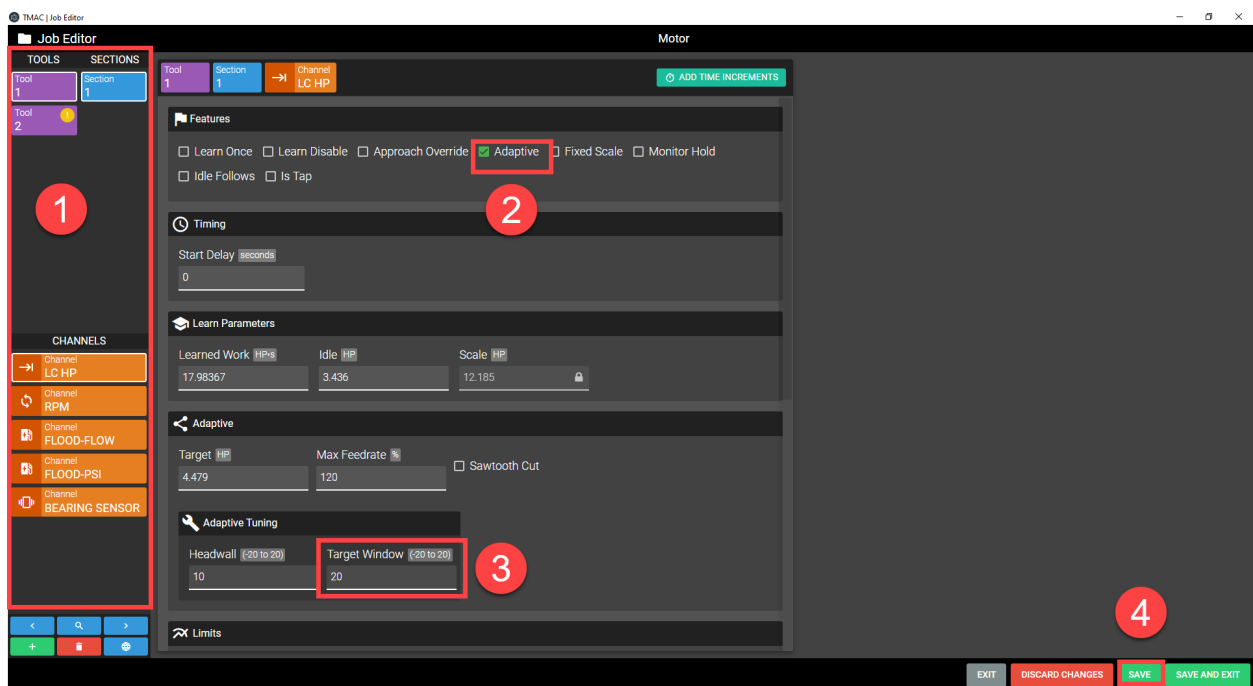 TMAC | Job Editor
Job Editor
Motor
TOOLS SECTIONS
Tool
1
Section
1
Tool
2
!
1
CHANNELS
Channel
LC HP
Channel
RPM
Channel
FLOOD-FLOW
Channel
FLOOD-PSI
Channel
BEARING SENSOR
Tool
1
Section
1
Channel
LC HP
ADD TIME INCREMENTS
Features
Learn Once Learn Disable Approach Override Adaptive Fixed Scale Monitor Hold
Idle Follows Is Tap
2
Timing
Start Delay seconds
0
Learn Parameters
Learned Work HP•s Idle HP Scale HP
17.98367 3.436 12.185
Adaptive
Target HP Max Feedrate %
4.479 120
Sawtooth Cut
Adaptive Tuning
Headwall (-20 to 20) Target Window (-20 to 20)
10 20
3
Limits
4
EXIT DISCARD CHANGES SAVE SAVE AND EXIT